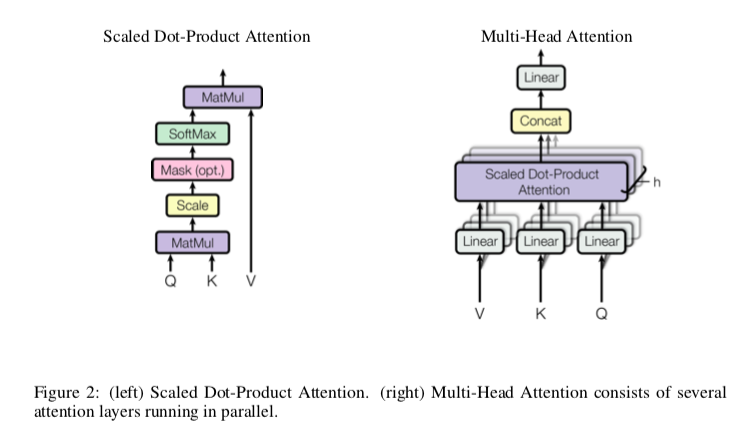 Scaled Dot-Product Attention
MatMul
SoftMax
Mask (opt.)
Scale
MatMul
Q K V
Multi-Head Attention
Linear
Concat
Scaled Dot-Product
Attention
h
Linear Linear Linear
V K Q
Figure 2: (left) Scaled Dot-Product Attention. (right) Multi-Head Attention consists of several
attention layers running in parallel.